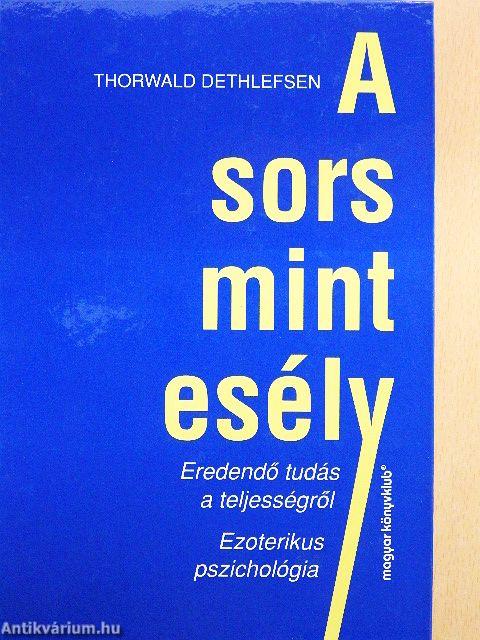 THORWALD DETHLEFSEN
A
sors
mint
esély
Eredendő tudás
a teljességről
Ezoterikus
pszichológia
magyar könyvklub®
Antikvárium.hu